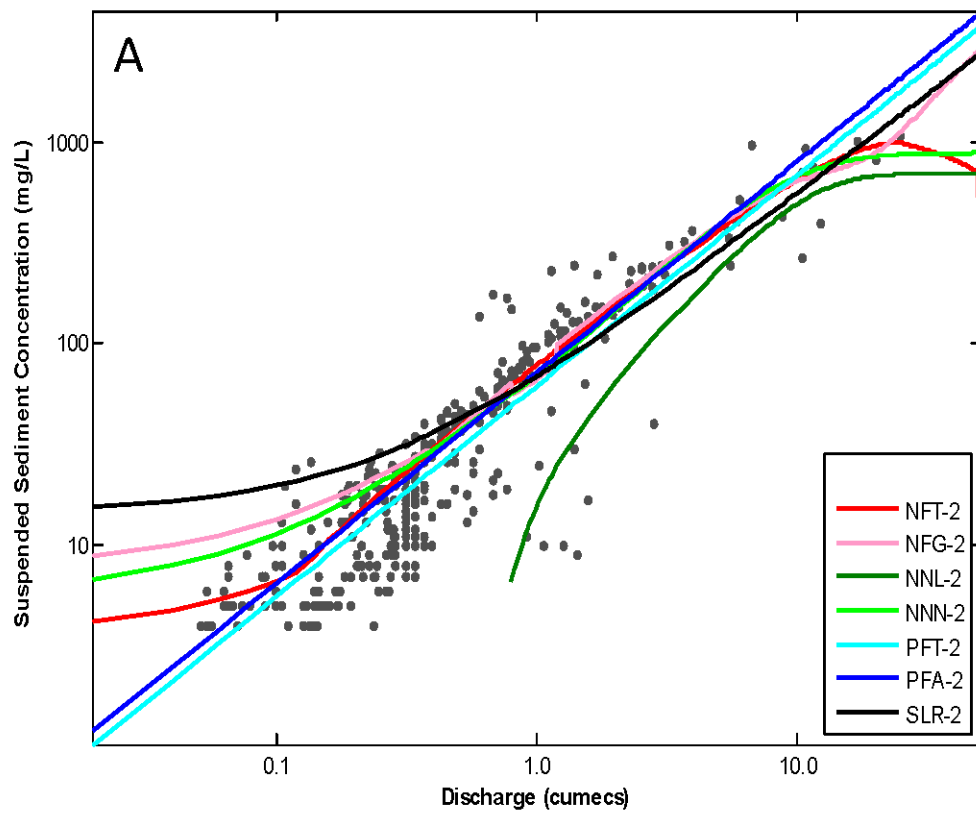 A
Suspended Sediment Concentration (mg/L)
1000
100
10
0.1
1.0
10.0
Discharge (cumecs)
NFT-2
NFG-2
NNL-2
NNN-2
PFT-2
PFA-2
SLR-2